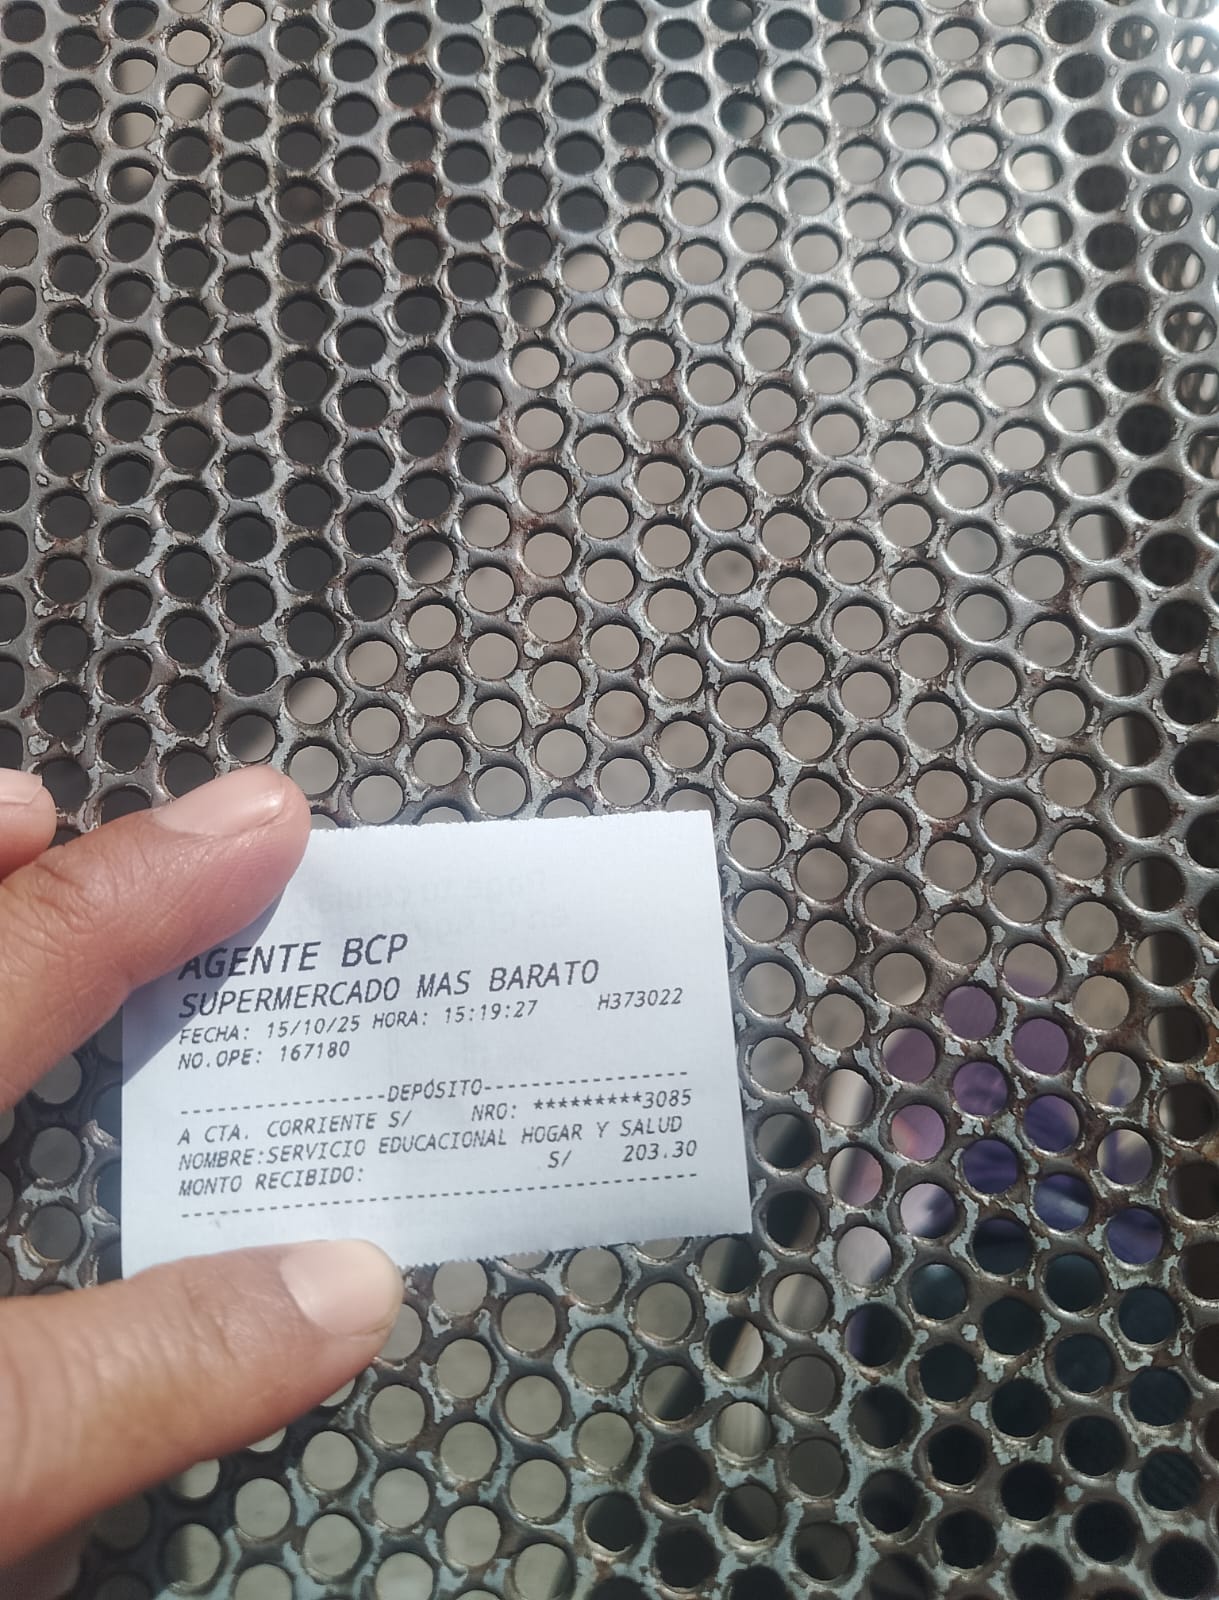 AGENTE BCP
SUPERMERCADO MAS BARATO
FECHA: 15/10/25 HORA: 15:19:27 H373022
NO.OPE: 167180
------------------DEPÓSITO------------------
A CTA. CORRIENTE S/ NRO: *********3085
NOMBRE:SERVICIO EDUCACIONAL HOGAR Y SALUD
MONTO RECIBIDO: S/ 203.30
--------------------------------------------